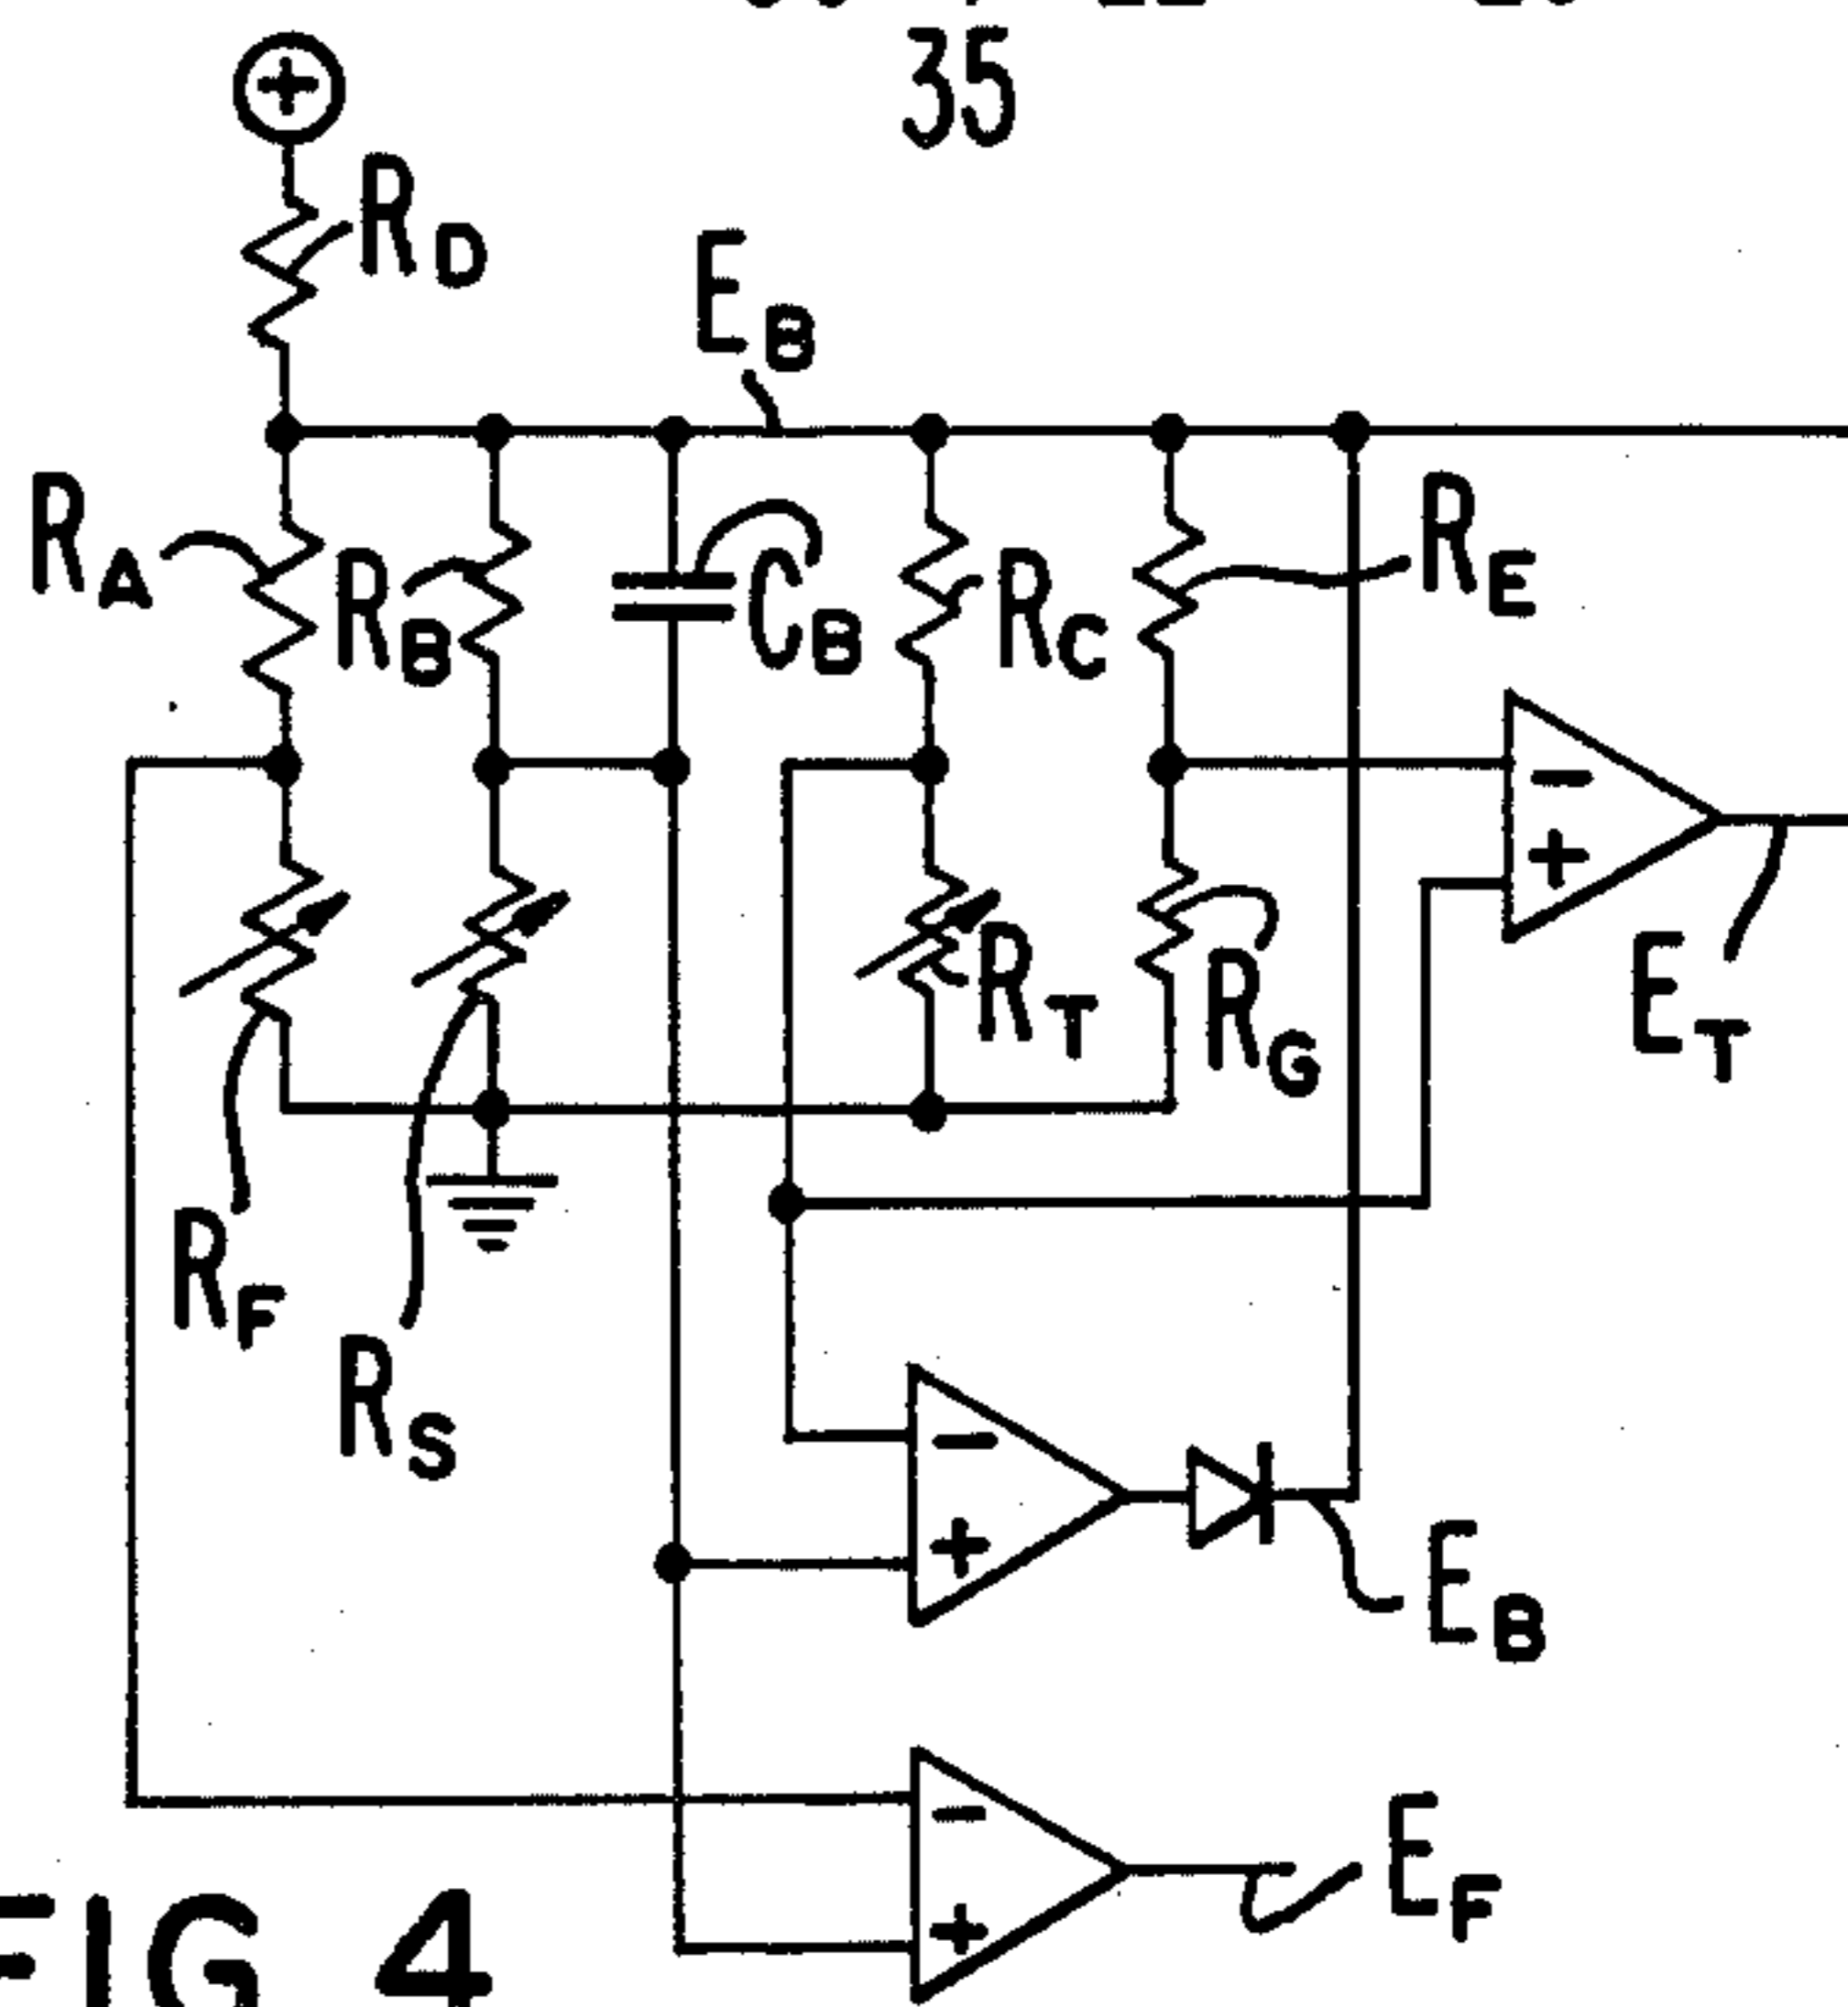 35
R_D
E_B
R_A
R_B
C_B
R_C
R_E
R_T
R_G
E_T
R_F
R_S
E_B
E_F
FIG 4